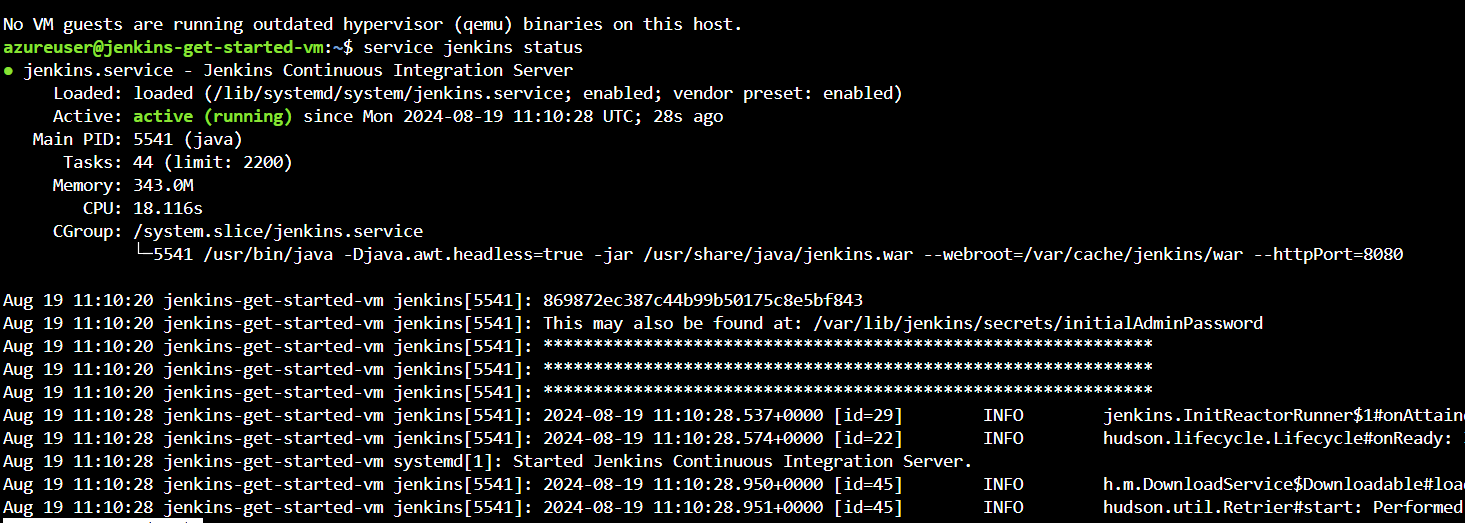 No VM guests are running outdated hypervisor (qemu) binaries on this host.
azureuser@jenkins-get-started-vm:~$ service jenkins status
● jenkins.service - Jenkins Continuous Integration Server
Loaded: loaded (/lib/systemd/system/jenkins.service; enabled; vendor preset: enabled)
Active: active (running) since Mon 2024-08-19 11:10:28 UTC; 28s ago
Main PID: 5541 (java)
Tasks: 44 (limit: 2200)
Memory: 343.0M
CPU: 18.116s
CGroup: /system.slice/jenkins.service
└─5541 /usr/bin/java -Djava.awt.headless=true -jar /usr/share/java/jenkins.war --webroot=/var/cache/jenkins/war --httpPort=8080
Aug 19 11:10:20 jenkins-get-started-vm jenkins[5541]: 869872ec387c44b99b50175c8e5bf843
Aug 19 11:10:20 jenkins-get-started-vm jenkins[5541]: This may also be found at: /var/lib/jenkins/secrets/initialAdminPassword
Aug 19 11:10:20 jenkins-get-started-vm jenkins[5541]: *************************************************************
Aug 19 11:10:20 jenkins-get-started-vm jenkins[5541]: *************************************************************
Aug 19 11:10:20 jenkins-get-started-vm jenkins[5541]: *************************************************************
Aug 19 11:10:28 jenkins-get-started-vm jenkins[5541]: 2024-08-19 11:10:28.537+0000 [id=29] INFO jenkins.InitReactorRunner$1#onAttaine
Aug 19 11:10:28 jenkins-get-started-vm jenkins[5541]: 2024-08-19 11:10:28.574+0000 [id=22] INFO hudson.lifecycle.Lifecycle#onReady:
Aug 19 11:10:28 jenkins-get-started-vm systemd[1]: Started Jenkins Continuous Integration Server.
Aug 19 11:10:28 jenkins-get-started-vm jenkins[5541]: 2024-08-19 11:10:28.950+0000 [id=45] INFO h.m.DownloadService$Downloadable#loa
Aug 19 11:10:28 jenkins-get-started-vm jenkins[5541]: 2024-08-19 11:10:28.951+0000 [id=45] INFO hudson.util.Retrier#start: Performed